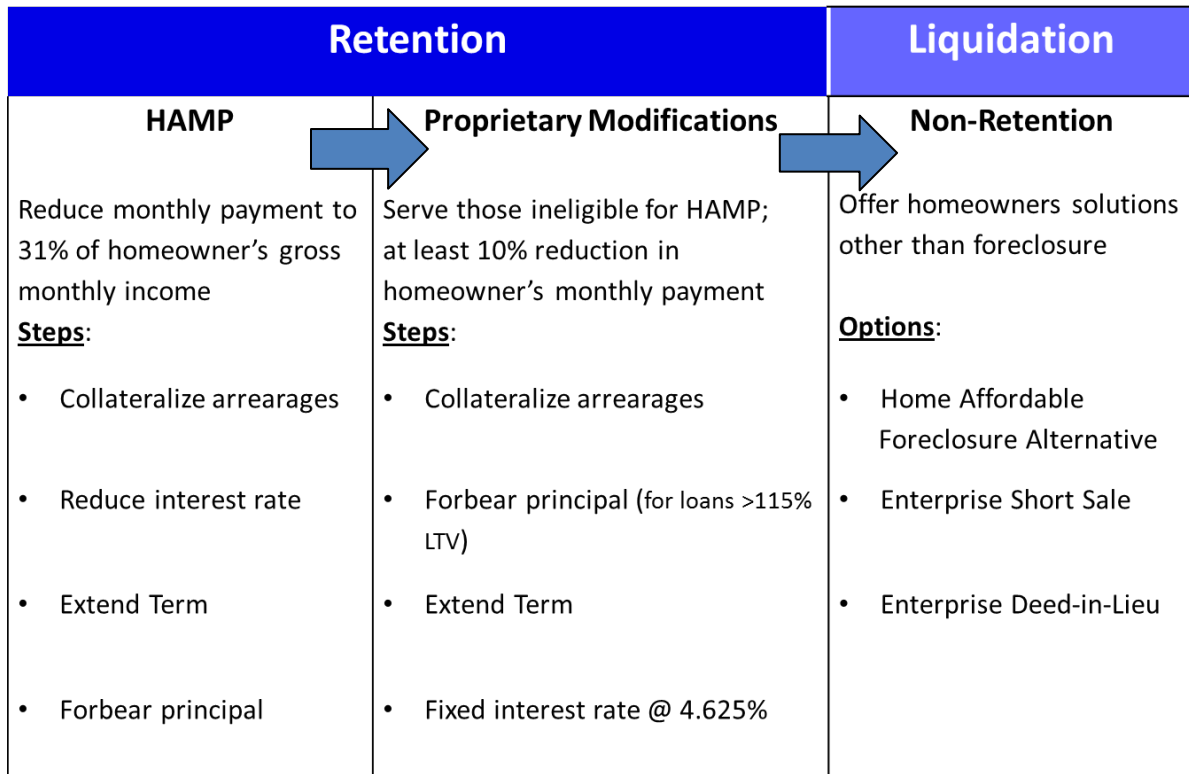 Retention
Liquidation
HAMP
Reduce monthly payment to
31% of homeowner's gross
monthly income
Steps:
• Collateralize arrearages
• Reduce interest rate
• Extend Term
• Forbear principal
Proprietary Modifications
Serve those ineligible for HAMP;
at least 10% reduction in
homeowner's monthly payment
Steps:
• Collateralize arrearages
• Forbear principal (for loans >115%
LTV)
• Extend Term
• Fixed interest rate @ 4.625%
Non-Retention
Offer homeowners solutions
other than foreclosure
Options:
• Home Affordable
Foreclosure Alternative
• Enterprise Short Sale
• Enterprise Deed-in-Lieu